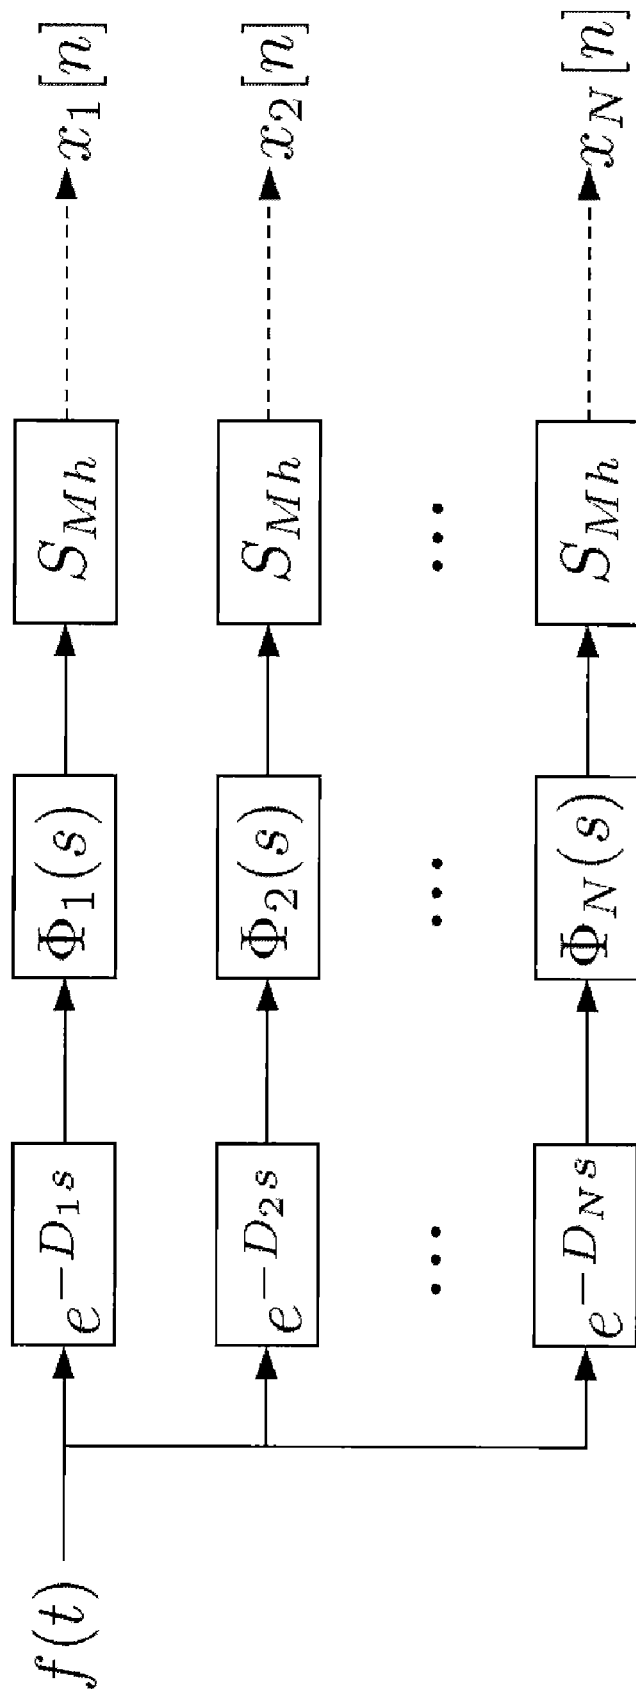 f(t)
e^{-D_1 s} Φ_1(s) S_{Mh} x_1[n]
e^{-D_2 s} Φ_2(s) S_{Mh} x_2[n]
e^{-D_N s} Φ_N(s) S_{Mh} x_N[n]